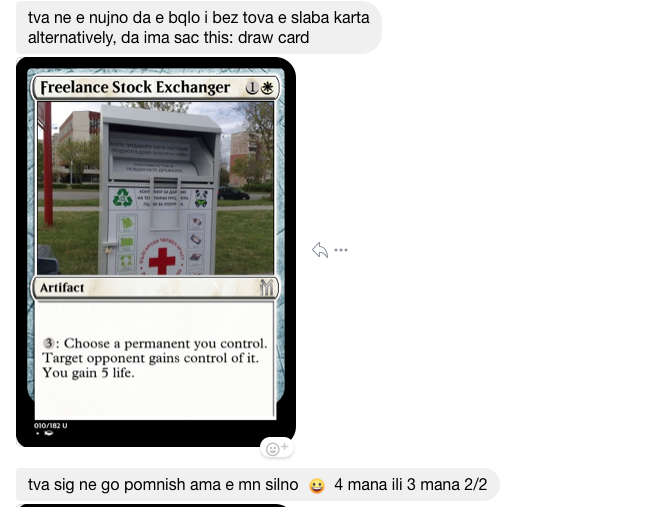 tva ne e nujno da e bqlo i bez tova e slaba karta
alternatively, da ima sac this: draw card
Freelance Stock Exchanger 1
Artifact
3: Choose a permanent you control.
Target opponent gains control of it.
You gain 5 life.
010/182 U
tva sig ne go pomnish ama e mn silno 😀 4 mana ili 3 mana 2/2